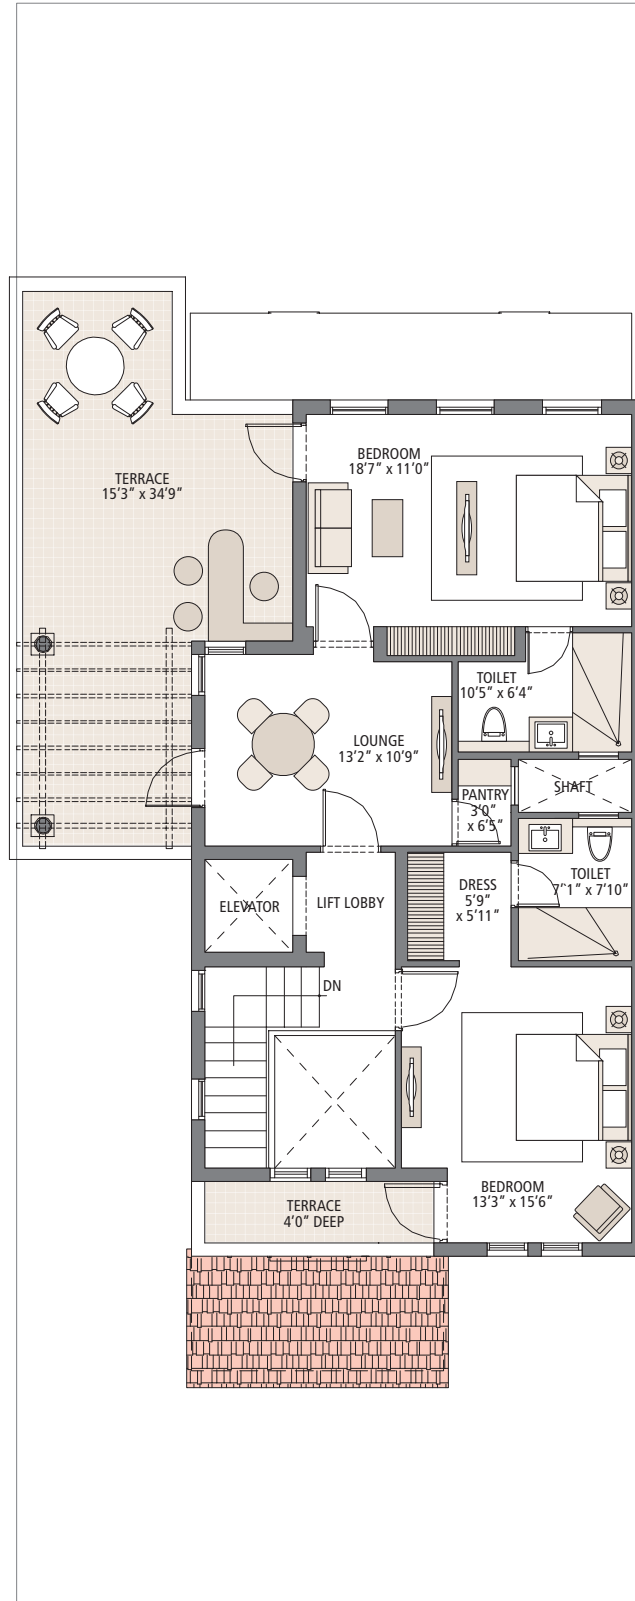 BEDROOM
18'7" x 11'0"
TERRACE
15'3" x 34'9"
TOILET
10'5" x 6'4"
LOUNGE
13'2" x 10'9"
PANTRY
3'0"
x 6'5"
SHAFT
TOILET
7'1" x 7'10"
DRESS
5'9"
x 5'11"
ELEVATOR
LIFT LOBBY
DN
BEDROOM
13'3" x 15'6"
TERRACE
4'0" DEEP